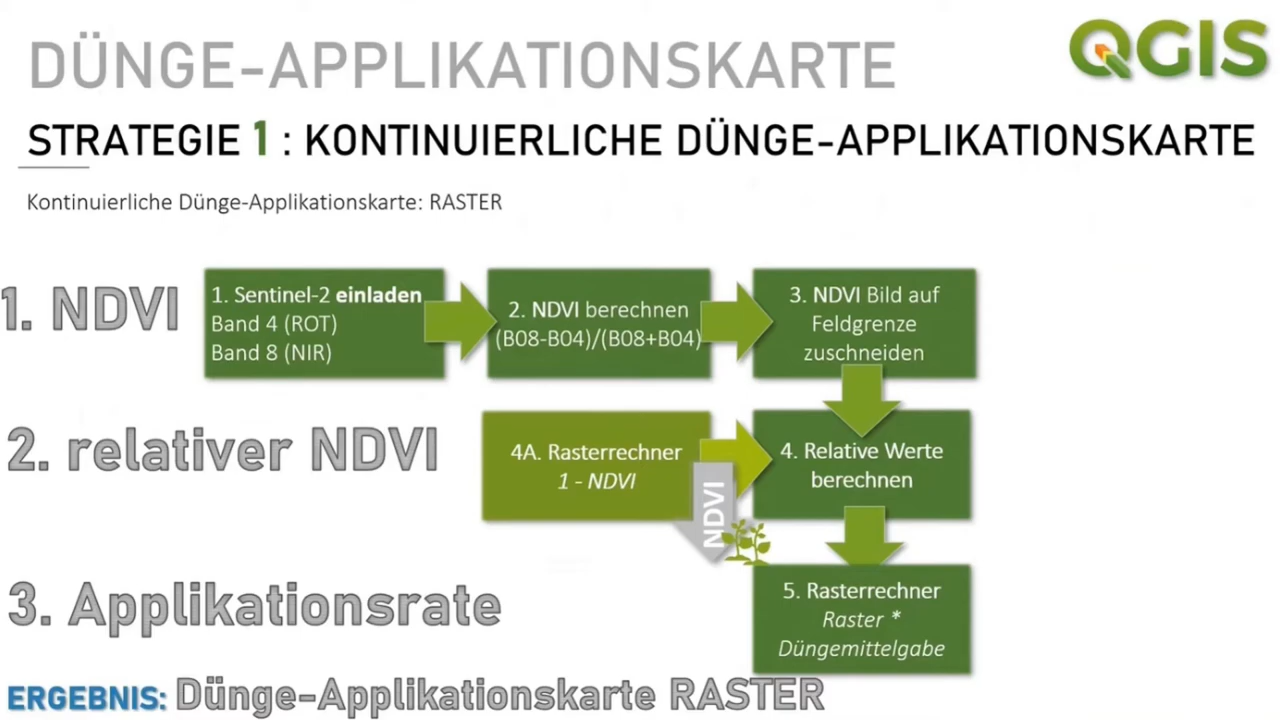 DÜNGE-APPLIKATIONSKARTE
QGIS
STRATEGIE 1 : KONTINUIERLICHE DÜNGE-APPLIKATIONSKARTE
Kontinuierliche Dünge-Applikationskarte: RASTER
1. NDVI
1. Sentinel-2 einladen
Band 4 (ROT)
Band 8 (NIR)
2. NDVI berechnen
(B08-B04)/(B08+B04)
3. NDVI Bild auf
Feldgrenze
zuschneiden
2. relativer NDVI
4A. Rasterrechner
1 - NDVI
NDVI
4. Relative Werte
berechnen
3. Applikationsrate
5. Rasterrechner
Raster *
Düngemittelgabe
ERGEBNIS: Dünge-Applikationskarte RASTER